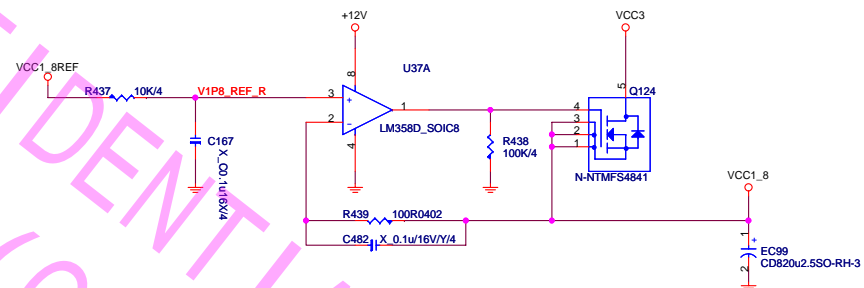 +12V
VCC3
VCC1_8REF
U37A
R437
10K/4
V1P8_REF_R
8
3
+
1
2
-
4
LM358D_SOIC8
5
Q124
4
3
2
1
N-NTMFS4841
C167
X_C0.1u16X/4
R438
100K/4
VCC1_8
R439
100R0402
C482
X_0.1u/16V/Y/4
1
+
2
EC99
CD820u2.5SO-RH-3